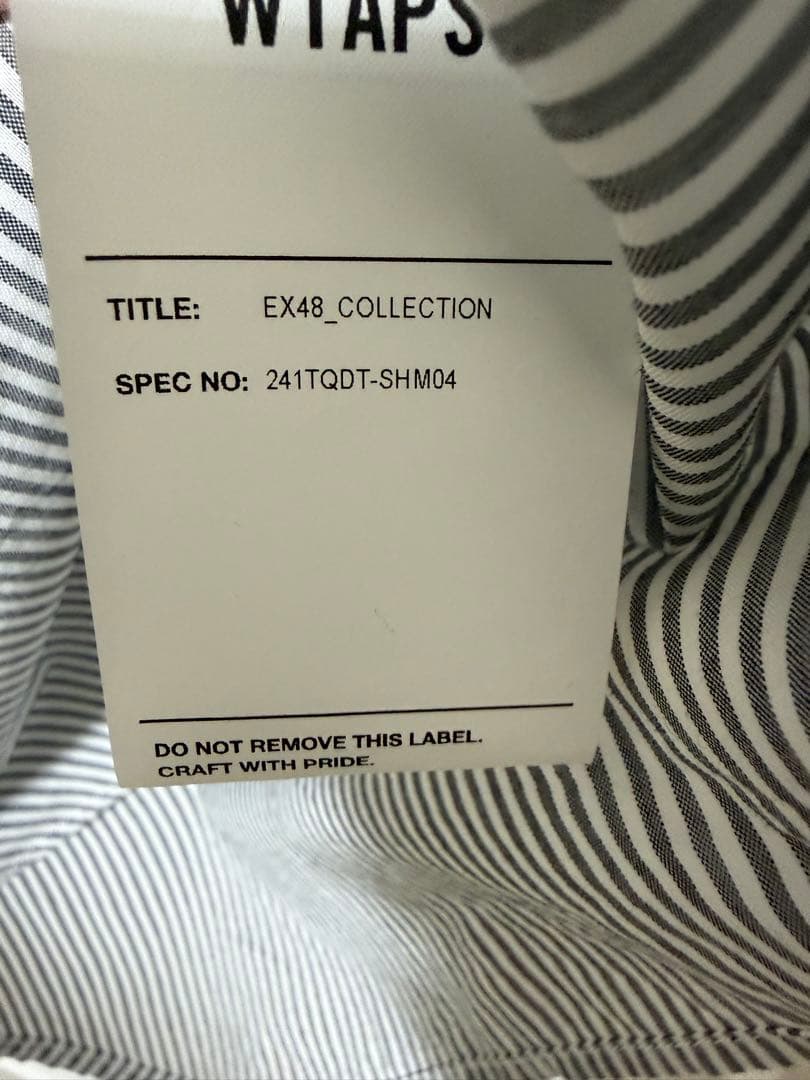 WTAPS
TITLE: EX48_COLLECTION
SPEC NO: 241TQDT-SHM04
DO NOT REMOVE THIS LABEL.
CRAFT WITH PRIDE.